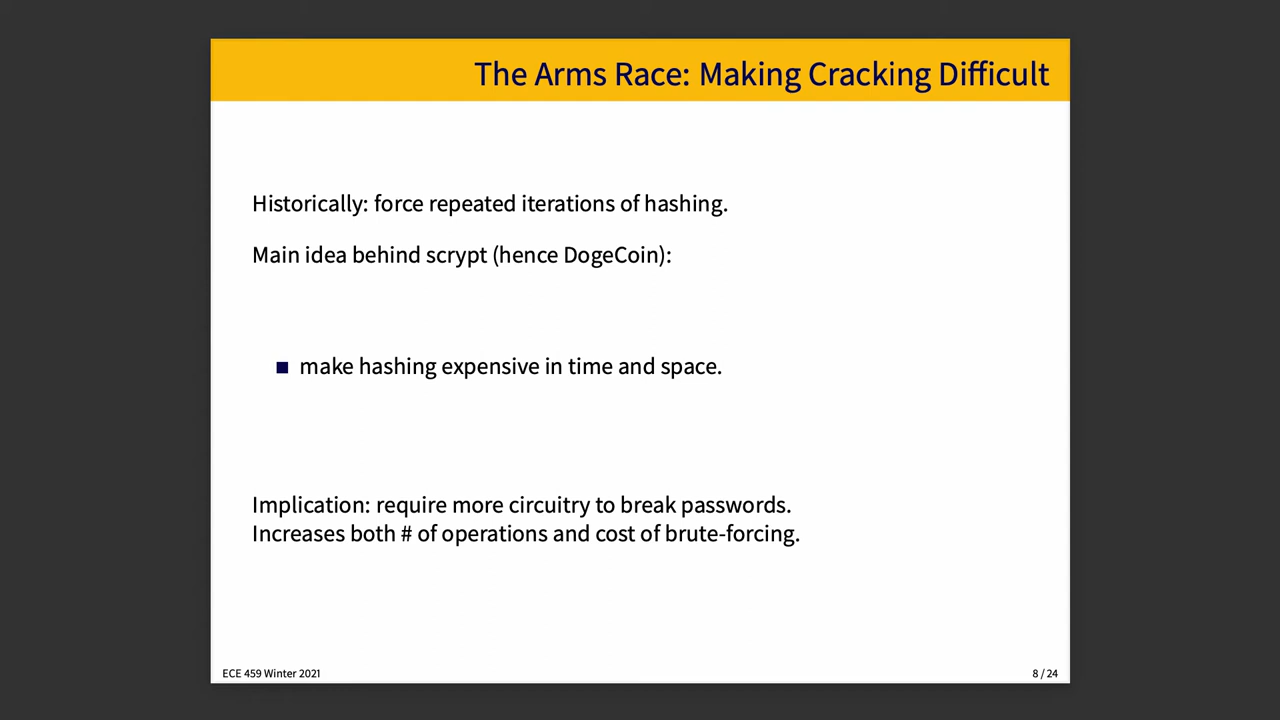 The Arms Race: Making Cracking Difficult
Historically: force repeated iterations of hashing.
Main idea behind scrypt (hence DogeCoin):
make hashing expensive in time and space.
Implication: require more circuitry to break passwords.
Increases both # of operations and cost of brute-forcing.
ECE 459 Winter 2021
8 / 24